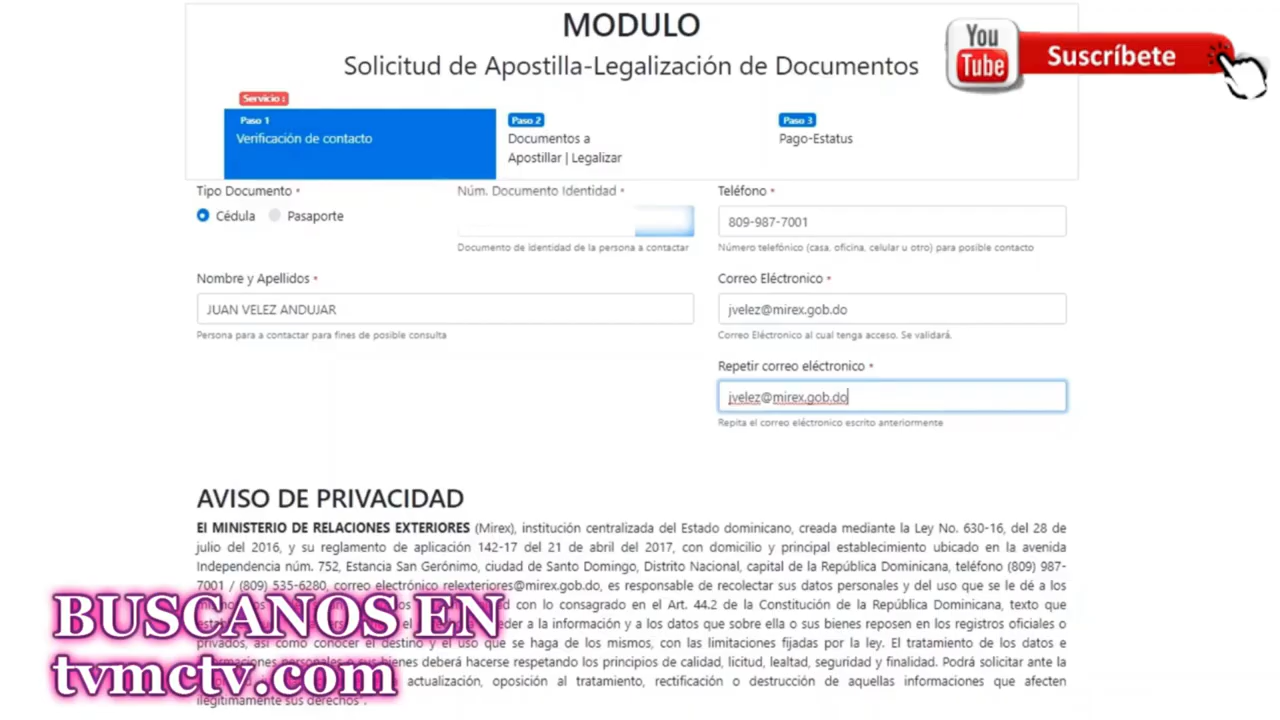 MODULO
Solicitud de Apostilla-Legalización de Documentos
You
Tube
Suscríbete
Servicio :
Paso 1
Verificación de contacto
Paso 2
Documentos a
Apostillar | Legalizar
Paso 3
Pago-Estatus
Tipo Documento *
Cédula
Pasaporte
Núm. Documento Identidad *
Documento de identidad de la persona a contactar
Teléfono *
809-987-7001
Número telefónico (casa, oficina, celular u otro) para posible contacto
Nombre y Apellidos *
JUAN VELEZ ANDUJAR
Persona para a contactar para fines de posible consulta
Correo Eléctronico *
jvelez@mirex.gob.do
Correo Eléctronico al cual tenga acceso. Se validará.
Repetir correo eléctronico *
jvelez@mirex.gob.do
Repita el correo eléctronico escrito anteriormente
AVISO DE PRIVACIDAD
El MINISTERIO DE RELACIONES EXTERIORES (Mirex), institución centralizada del Estado dominicano, creada mediante la Ley No. 630-16, del 28 de
julio del 2016, y su reglamento de aplicación 142-17 del 21 de abril del 2017, con domicilio y principal establecimiento ubicado en la avenida
Independencia núm. 752, Estancia San Gerónimo, ciudad de Santo Domingo, Distrito Nacional, capital de la República Dominicana, teléfono (809) 987-
7001 / (809) 535-6280, correo electrónico relexteriores@mirex.gob.do, es responsable de recolectar sus datos personales y del uso que se le dé a los
con lo consagrado en el Art. 44.2 de la Constitución de la República Dominicana, texto que
a la información y a los datos que sobre ella o sus bienes reposen en los registros oficiales o
privados, así como conocer el destino y el uso que se haga de los mismos, con las limitaciones fijadas por la ley. El tratamiento de los datos e
bienes deberá hacerse respetando los principios de calidad, licitud, lealtad, seguridad y finalidad. Podrá solicitar ante la
actualización, oposición al tratamiento, rectificación o destrucción de aquellas informaciones que afecten
ilegítimamente sus derechos".
BUSCANOS EN
tvmctv.com